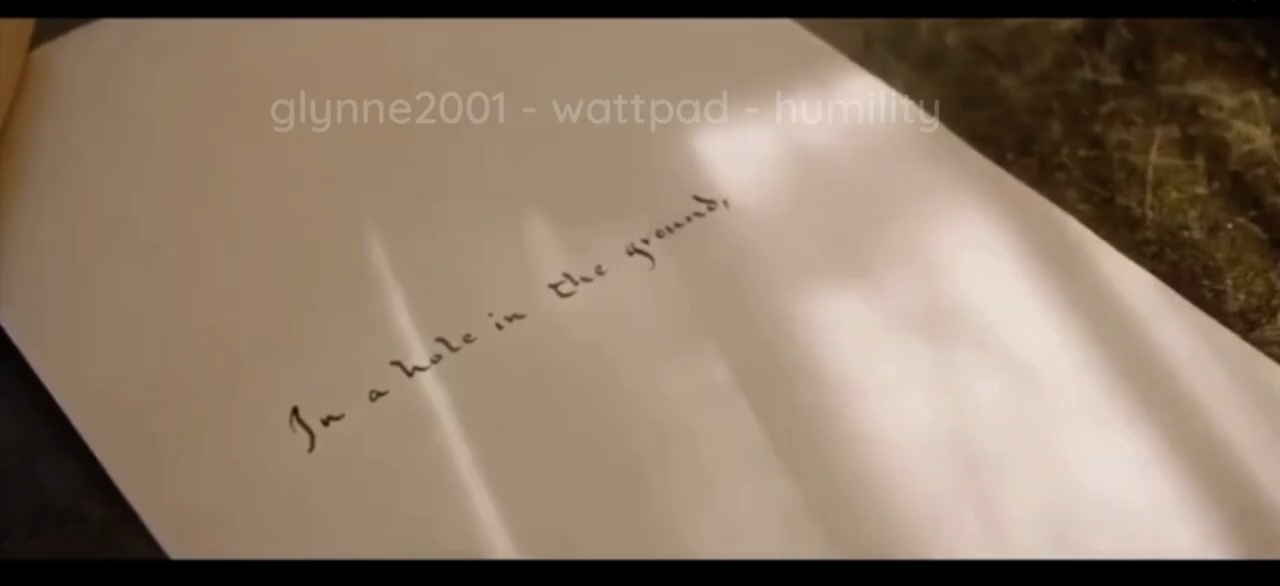 glynne2001 - wattpad - humility
In a hole in the ground,